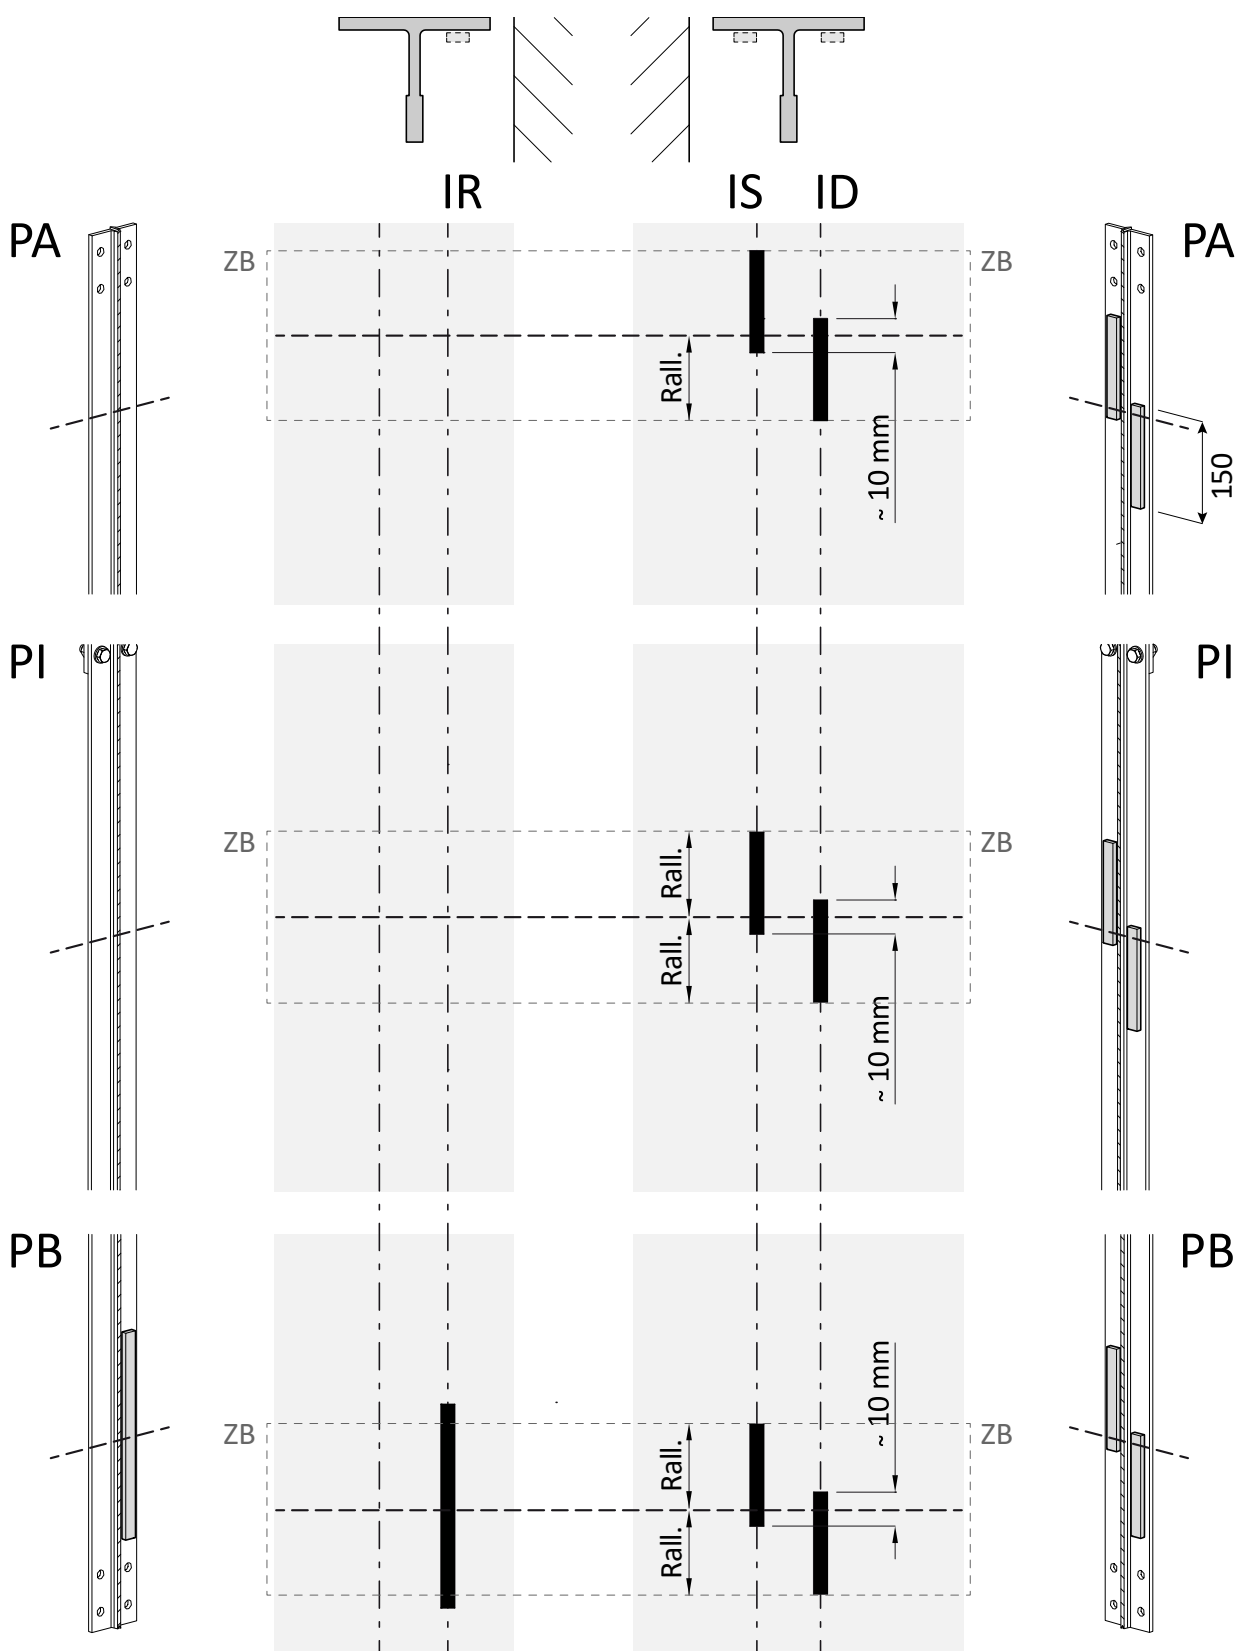 IR IS ID
PA PA
ZB ZB
Rall.
~ 10 mm
150
PI PI
ZB ZB
Rall.
Rall.
~ 10 mm
PB PB
~ 10 mm
ZB ZB
Rall.
Rall.